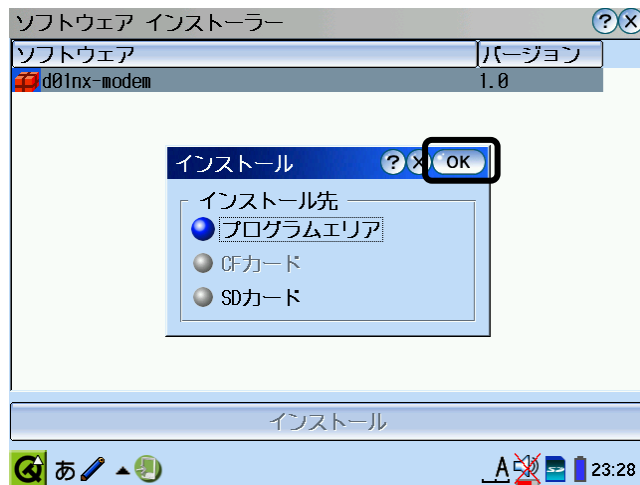 ソフトウェア インストーラー
?
×
ソフトウェア
バージョン
d01nx-modem
1.0
インストール
?
×
OK
インストール先
プログラムエリア
CFカード
SDカード
インストール
あ
A
23:28